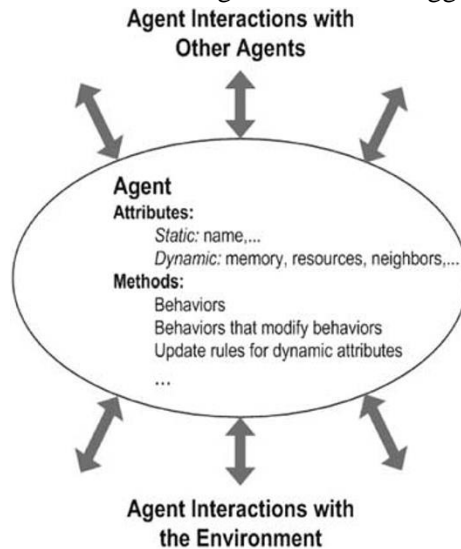 Agent Interactions with
Other Agents
Agent
Attributes:
Static: name,...
Dynamic: memory, resources, neighbors,...
Methods:
Behaviors
Behaviors that modify behaviors
Update rules for dynamic attributes
...
Agent Interactions with
the Environment